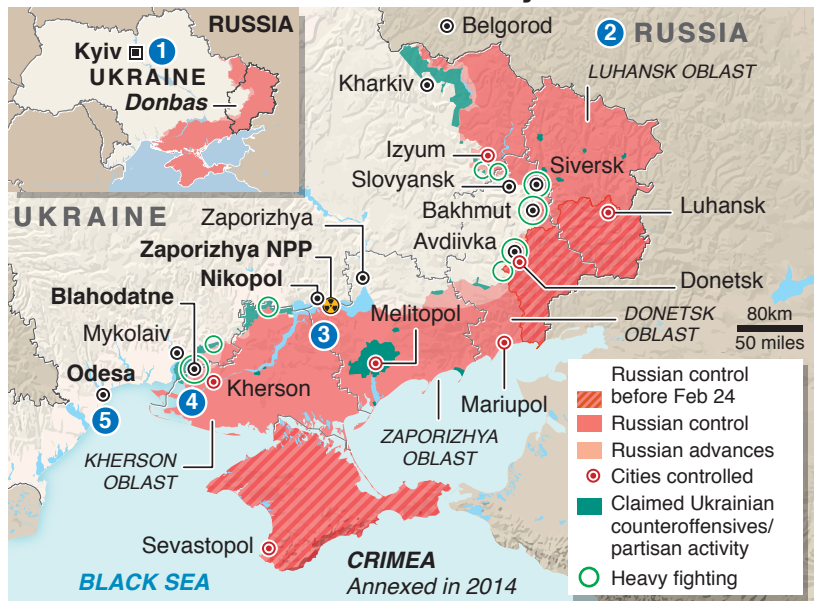 RUSSIA
Kyiv
1
UKRAINE
Donbas
Belgorod
2
RUSSIA
LUHANSK OBLAST
Kharkiv
Izyum
Slovyansk
Siversk
Bakhmut
Luhansk
UKRAINE
Zaporizhya
Avdiivka
Zaporizhya NPP
Nikopol
Donetsk
Blahodatne
3
Melitopol
DONETSK
OBLAST
80km
50 miles
Mykolaiv
Odesa
Kherson
Mariupol
4
5
KHERSON
OBLAST
ZAPORIZHYA
OBLAST
Sevastopol
CRIMEA
Annexed in 2014
BLACK SEA
Russian control
before Feb 24
Russian control
Russian advances
Cities controlled
Claimed Ukrainian
counteroffensives/
partisan activity
Heavy fighting